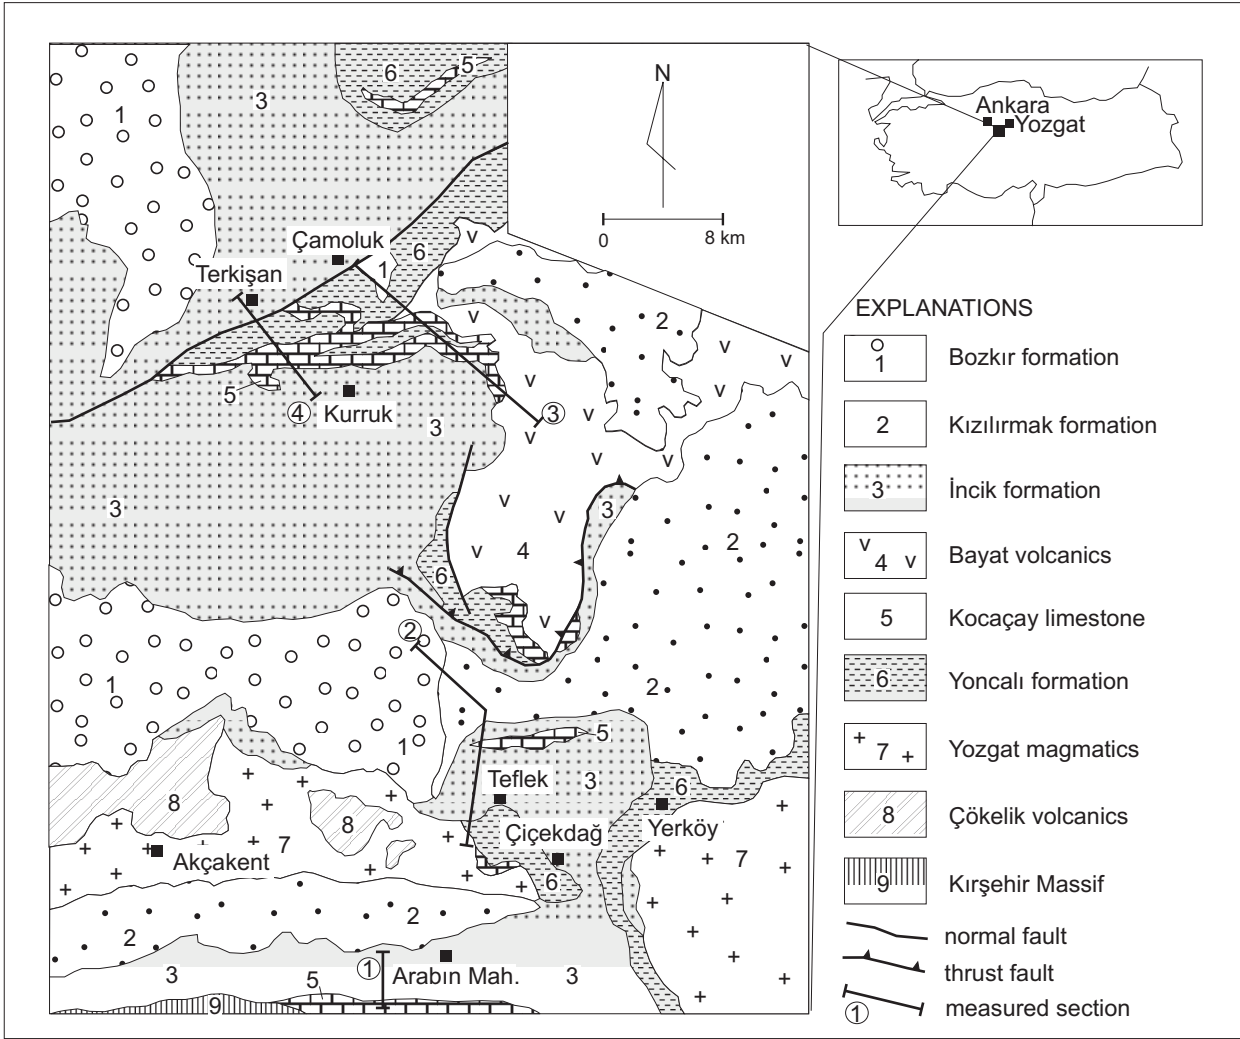 N
0 8 km
Ankara
Yozgat
6
5
3
1
Çamoluk
6
v
Terkişan
1
v
2
v
v
v
5
4
Kurruk
3
3
v
v
v
v
v
3
v
v
3
2
v
4
6
v
2
1
2
1
5
Teflek
3
6
8
8
7
Çiçekdağ
Yerköy
7
Akçakent
6
2
2
1
Arabın Mah.
3
5
3
9
EXPLANATIONS
1 Bozkır formation
2 Kızılırmak formation
3 İncik formation
v 4 v Bayat volcanics
5 Kocaçay limestone
6 Yoncalı formation
7 Yozgat magmatics
8 Çökelik volcanics
9 Kırşehir Massif
normal fault
thrust fault
1 measured section